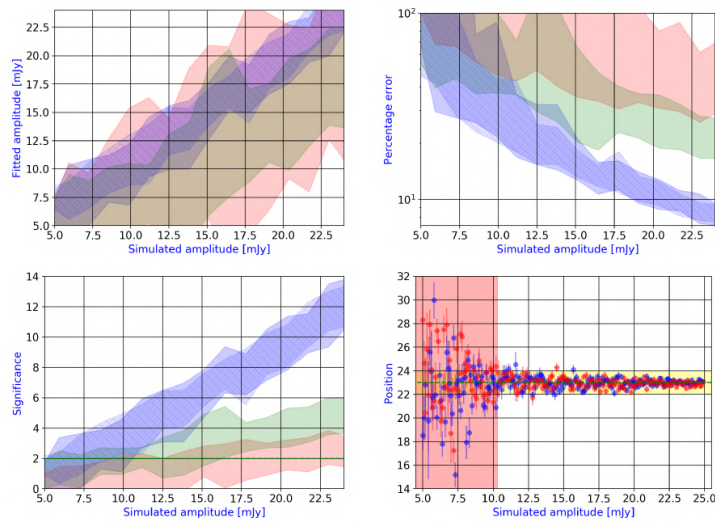 22.5
20.0
17.5
15.0
12.5
10.0
7.5
5.0
Fitted amplitude [mJy]
5.0 7.5 10.0 12.5 15.0 17.5 20.0 22.5
Simulated amplitude [mJy]
10²
10¹
Percentage error
5.0 7.5 10.0 12.5 15.0 17.5 20.0 22.5
Simulated amplitude [mJy]
14
12
10
8
6
4
2
0
Significance
5.0 7.5 10.0 12.5 15.0 17.5 20.0 22.5
Simulated amplitude [mJy]
32
30
28
26
24
22
20
18
16
14
Position
5.0 7.5 10.0 12.5 15.0 17.5 20.0 22.5 25.0
Simulated amplitude [mJy]